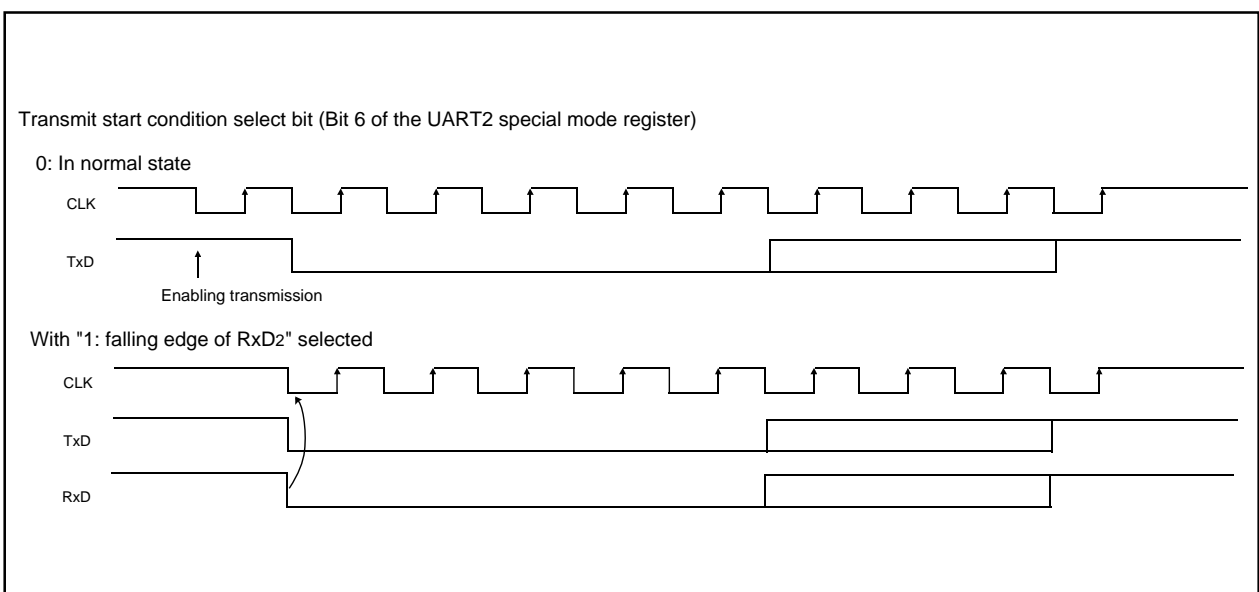 Transmit start condition select bit (Bit 6 of the UART2 special mode register)
0: In normal state
CLK
TxD
Enabling transmission
With "1: falling edge of RxD2" selected
CLK
TxD
RxD